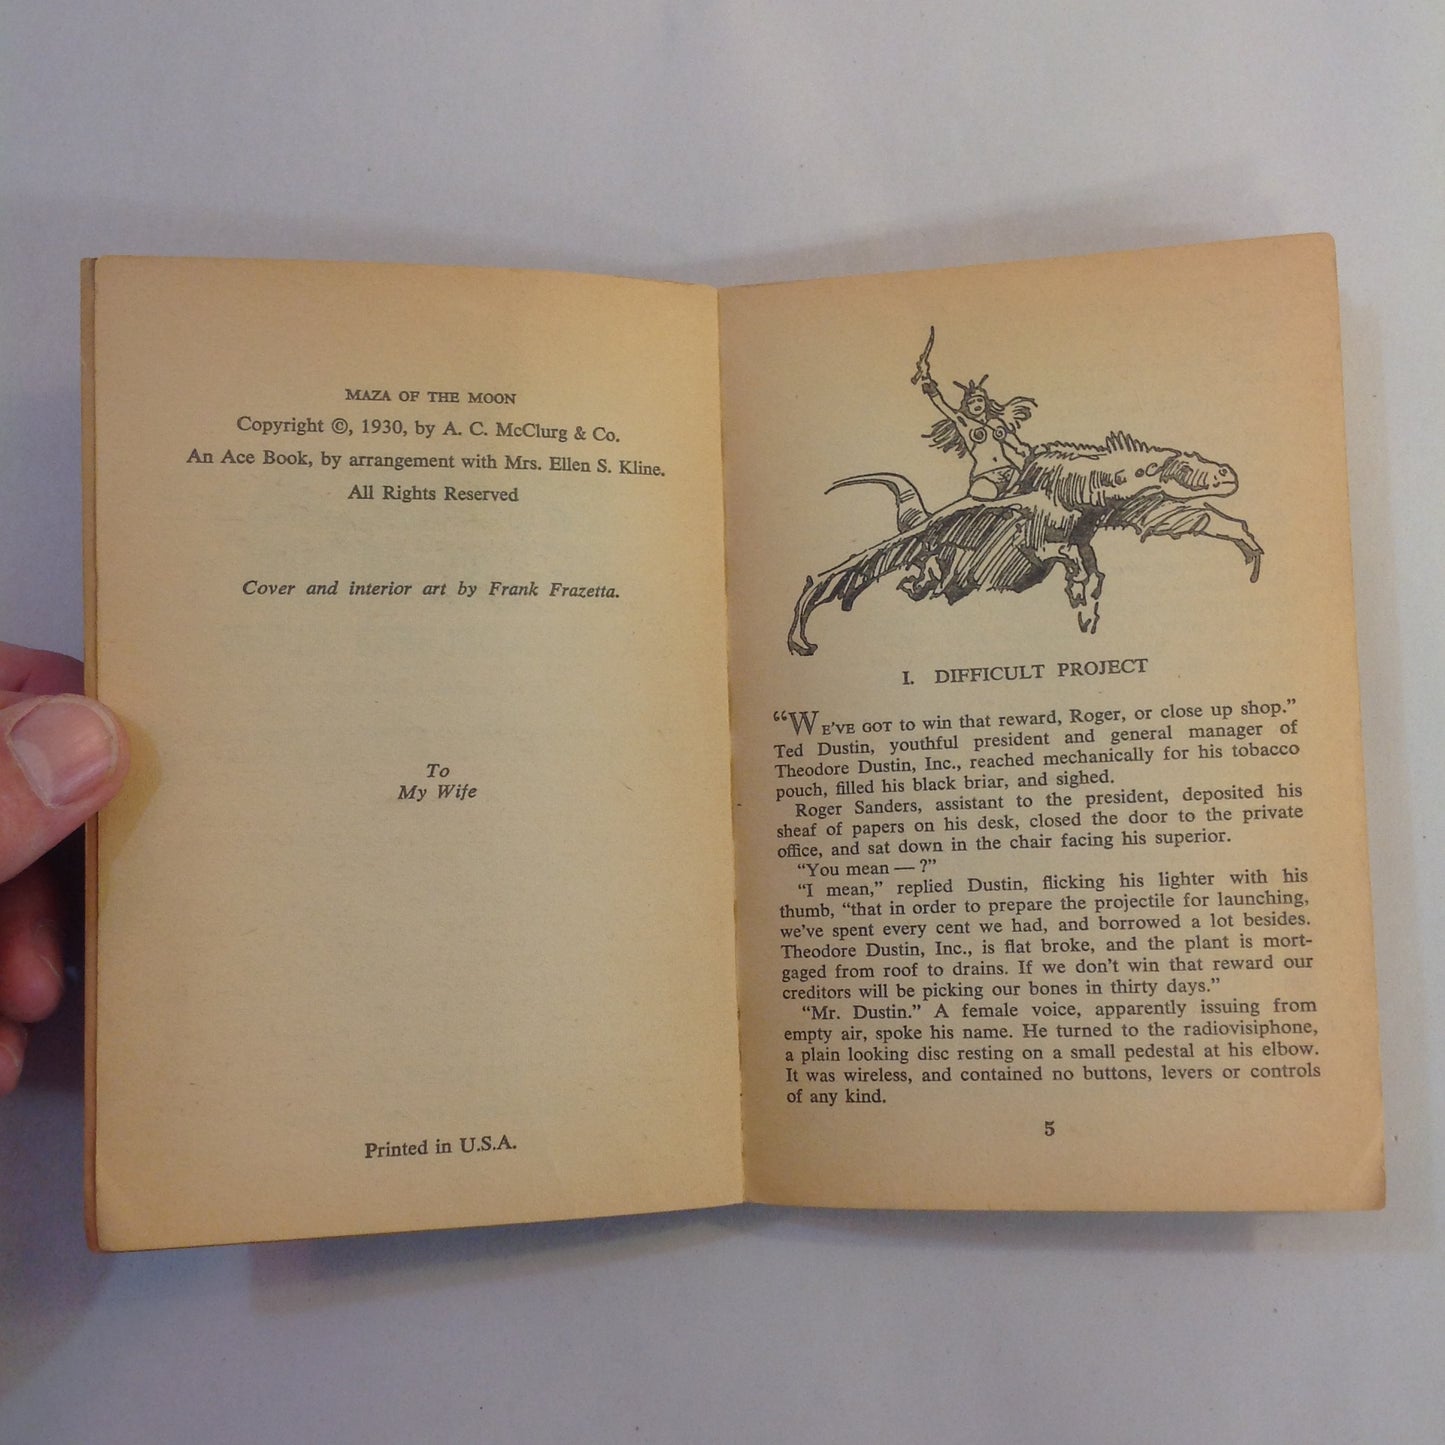 MAZA OF THE MOON
Copyright ©, 1930, by A. C. McClurg & Co.
An Ace Book, by arrangement with Mrs. Ellen S. Kline.
All Rights Reserved
Cover and interior art by Frank Frazetta.
To
My Wife
Printed in U.S.A.
I. DIFFICULT PROJECT
“WE’VE GOT to win that reward, Roger, or close up shop.”
Ted Dustin, youthful president and general manager of
Theodore Dustin, Inc., reached mechanically for his tobacco
pouch, filled his black briar, and sighed.
Roger Sanders, assistant to the president, deposited his
sheaf of papers on his desk, closed the door to the private
office, and sat down in the chair facing his superior.
“You mean — ?”
“I mean,” replied Dustin, flicking his lighter with his
thumb, “that in order to prepare the projectile for launching,
we’ve spent every cent we had, and borrowed a lot besides.
Theodore Dustin, Inc., is flat broke, and the plant is mort-
gaged from roof to drains. If we don’t win that reward our
creditors will be picking our bones in thirty days.”
“Mr. Dustin.” A female voice, apparently issuing from
empty air, spoke his name. He turned to the radiovisiphone,
a plain looking disc resting on a small pedestal at his elbow.
It was wireless, and contained no buttons, levers or controls
of any kind.
5